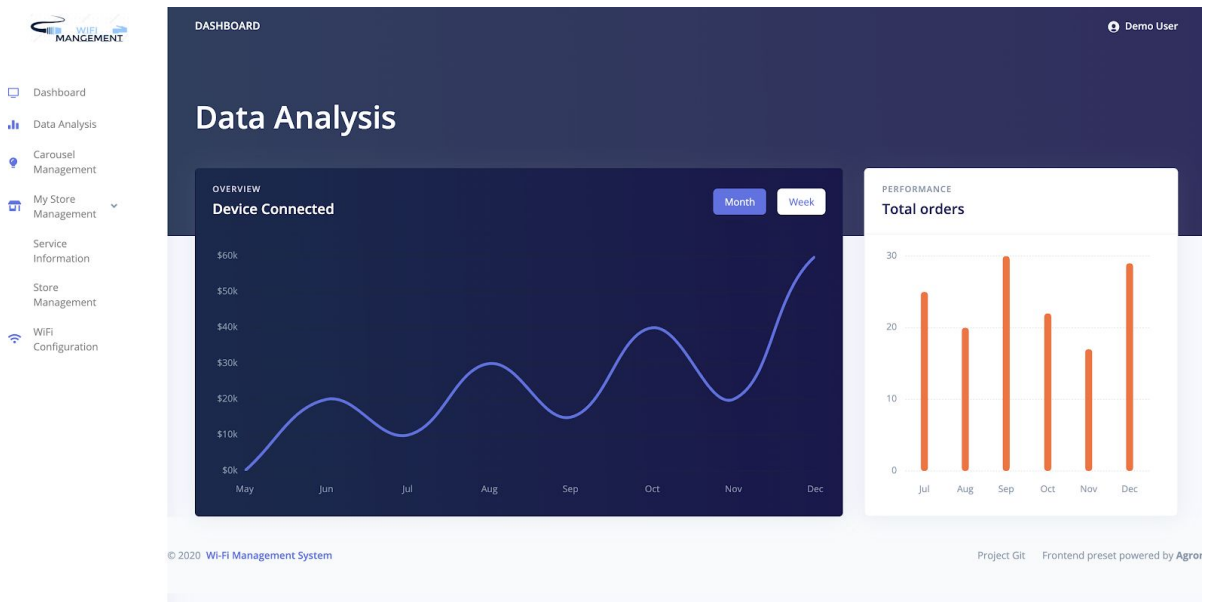 WIFI
MANGEMENT
Dashboard
Data Analysis
Carousel
Management
My Store
Management
Service
Information
Store
Management
WiFi
Configuration
DASHBOARD
Demo User
Data Analysis
OVERVIEW
Device Connected
Month
Week
$60k
$50k
$40k
$30k
$20k
$10k
$0k
May Jun Jul Aug Sep Oct Nov Dec
PERFORMANCE
Total orders
30
20
10
0
Jul Aug Sep Oct Nov Dec
© 2020 Wi-Fi Management System
Project Git Frontend preset powered by Agron